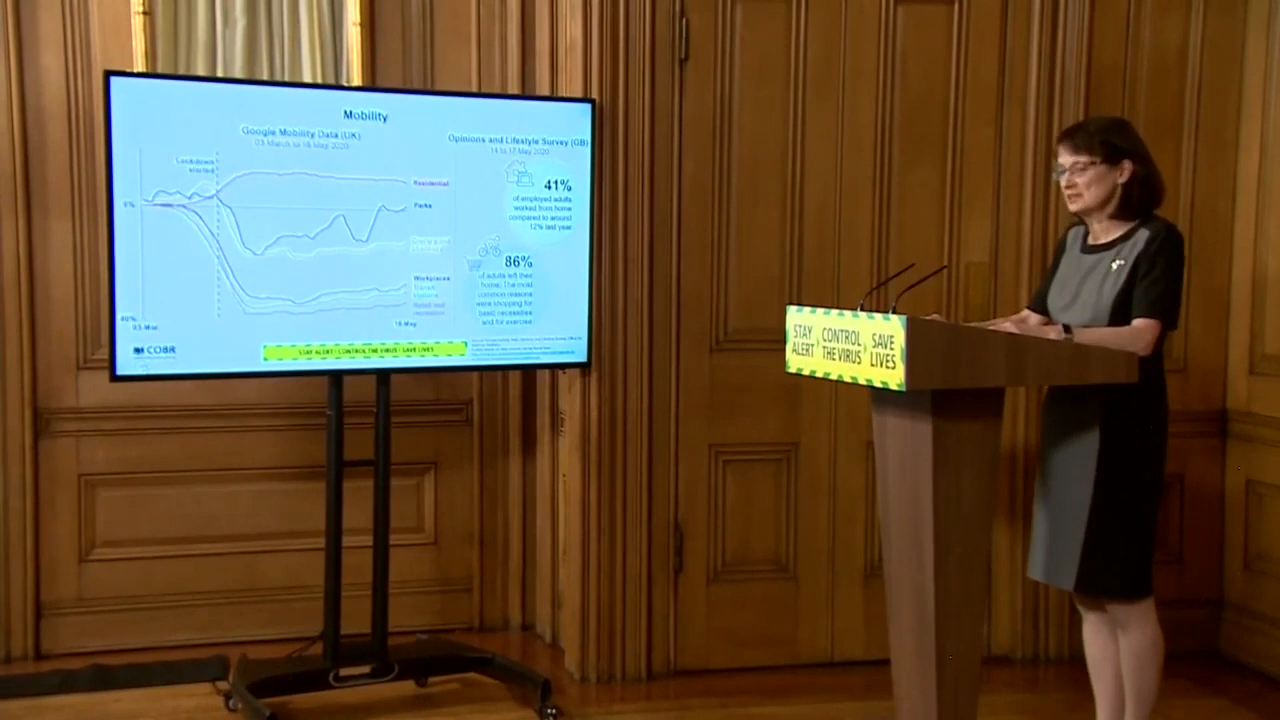 Mobility
Google Mobility Data (UK)
03 March to 16 May 2020
Lockdown
started
0%
Residential
Parks
Workplaces
Transit
stations
Retail and
recreation
03-Mar
16 May
Opinions and Lifestyle Survey (GB)
14 to 17 May 2020
41%
of employed adults
worked from home
compared to around
12% last year
86%
of adults left their
home. The most
common reasons
were shopping for
basic necessities
and for exercise
COBR
STAY ALERT CONTROL THE VIRUS SAVE LIVES
STAY
ALERT
CONTROL
THE VIRUS
SAVE
LIVES